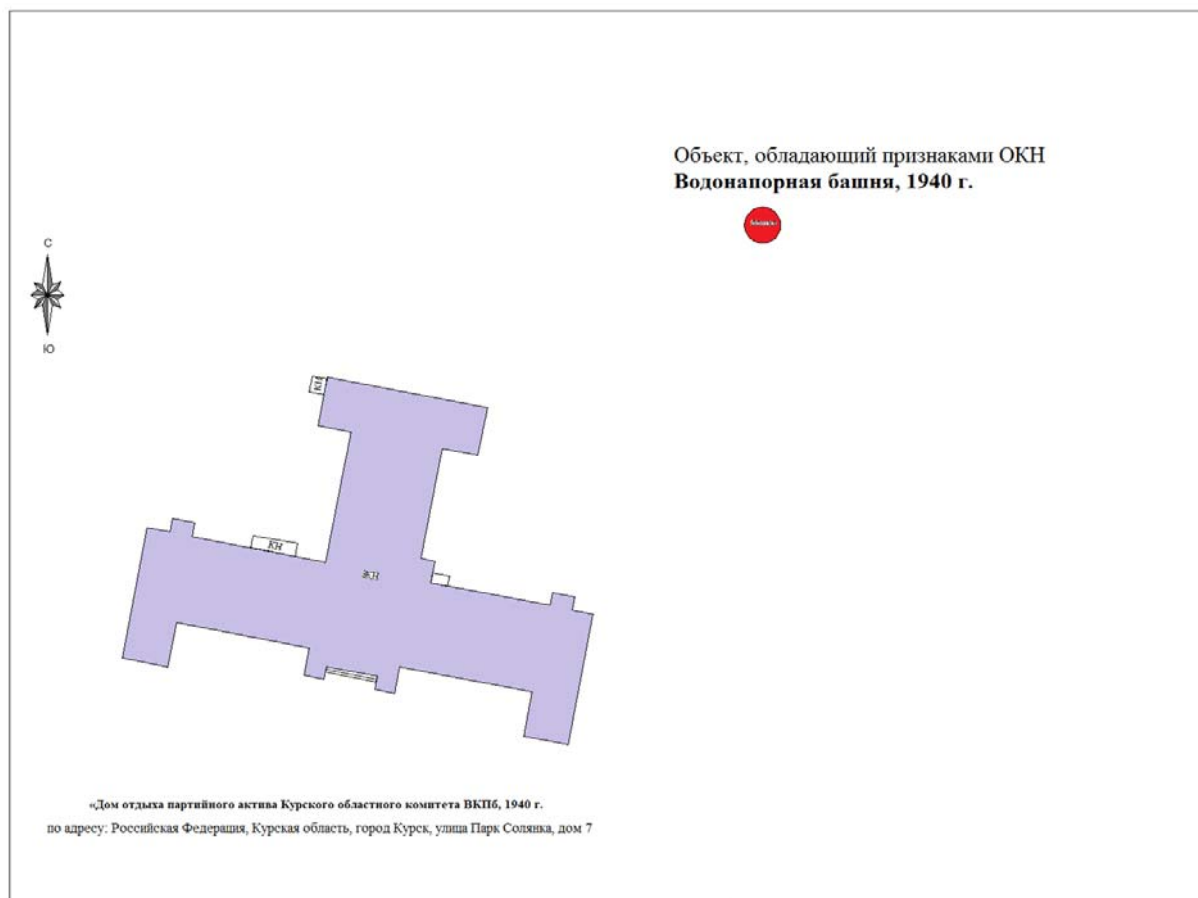 Объект, обладающий признаками ОКН
Водонапорная башня, 1940 г.
С
Ю
КН
КН
ЖН
«Дом отдыха партийного актива Курского областного комитета ВКПб, 1940 г.
по адресу: Российская Федерация, Курская область, город Курск, улица Парк Солянка, дом 7